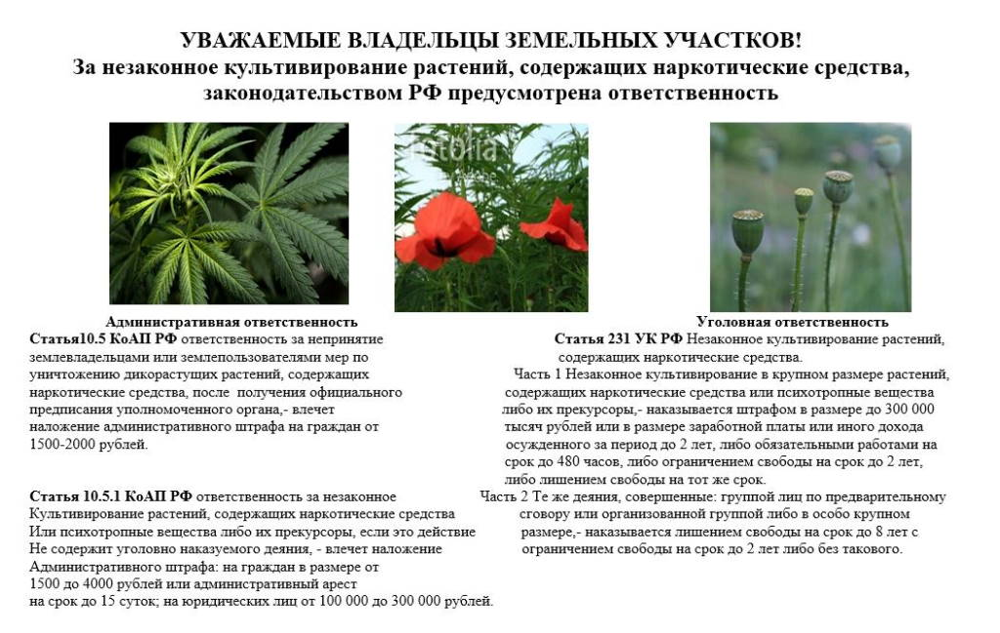 УВАЖАЕМЫЕ ВЛАДЕЛЬЦЫ ЗЕМЕЛЬНЫХ УЧАСТКОВ!
За незаконное культивирование растений, содержащих наркотические средства,
законодательством РФ предусмотрена ответственность
fotolia
Административная ответственность
Статья10.5 КоАП РФ ответственность за непринятие
землевладельцами или землепользователями мер по
уничтожению дикорастущих растений, содержащих
наркотические средства, после получения официального
предписания уполномоченного органа,- влечет
наложение административного штрафа на граждан от
1500-2000 рублей.
Статья 10.5.1 КоАП РФ ответственность за незаконное
Культивирование растений, содержащих наркотические средства
Или психотропные вещества либо их прекурсоры, если это действие
Не содержит уголовно наказуемого деяния, - влечет наложение
Административного штрафа: на граждан в размере от
1500 до 4000 рублей или административный арест
на срок до 15 суток; на юридических лиц от 100 000 до 300 000 рублей.
Уголовная ответственность
Статья 231 УК РФ Незаконное культивирование растений,
содержащих наркотические средства.
Часть 1 Незаконное культивирование в крупном размере растений,
содержащих наркотические средства или психотропные вещества
либо их прекурсоры,- наказывается штрафом в размере до 300 000
тысяч рублей или в размере заработной платы или иного дохода
осужденного за период до 2 лет, либо обязательными работами на
срок до 480 часов, либо ограничением свободы на срок до 2 лет,
либо лишением свободы на тот же срок.
Часть 2 Те же деяния, совершенные: группой лиц по предварительному
сговору или организованной группой либо в особо крупном
размере,- наказывается лишением свободы на срок до 8 лет с
ограничением свободы на срок до 2 лет либо без такового.